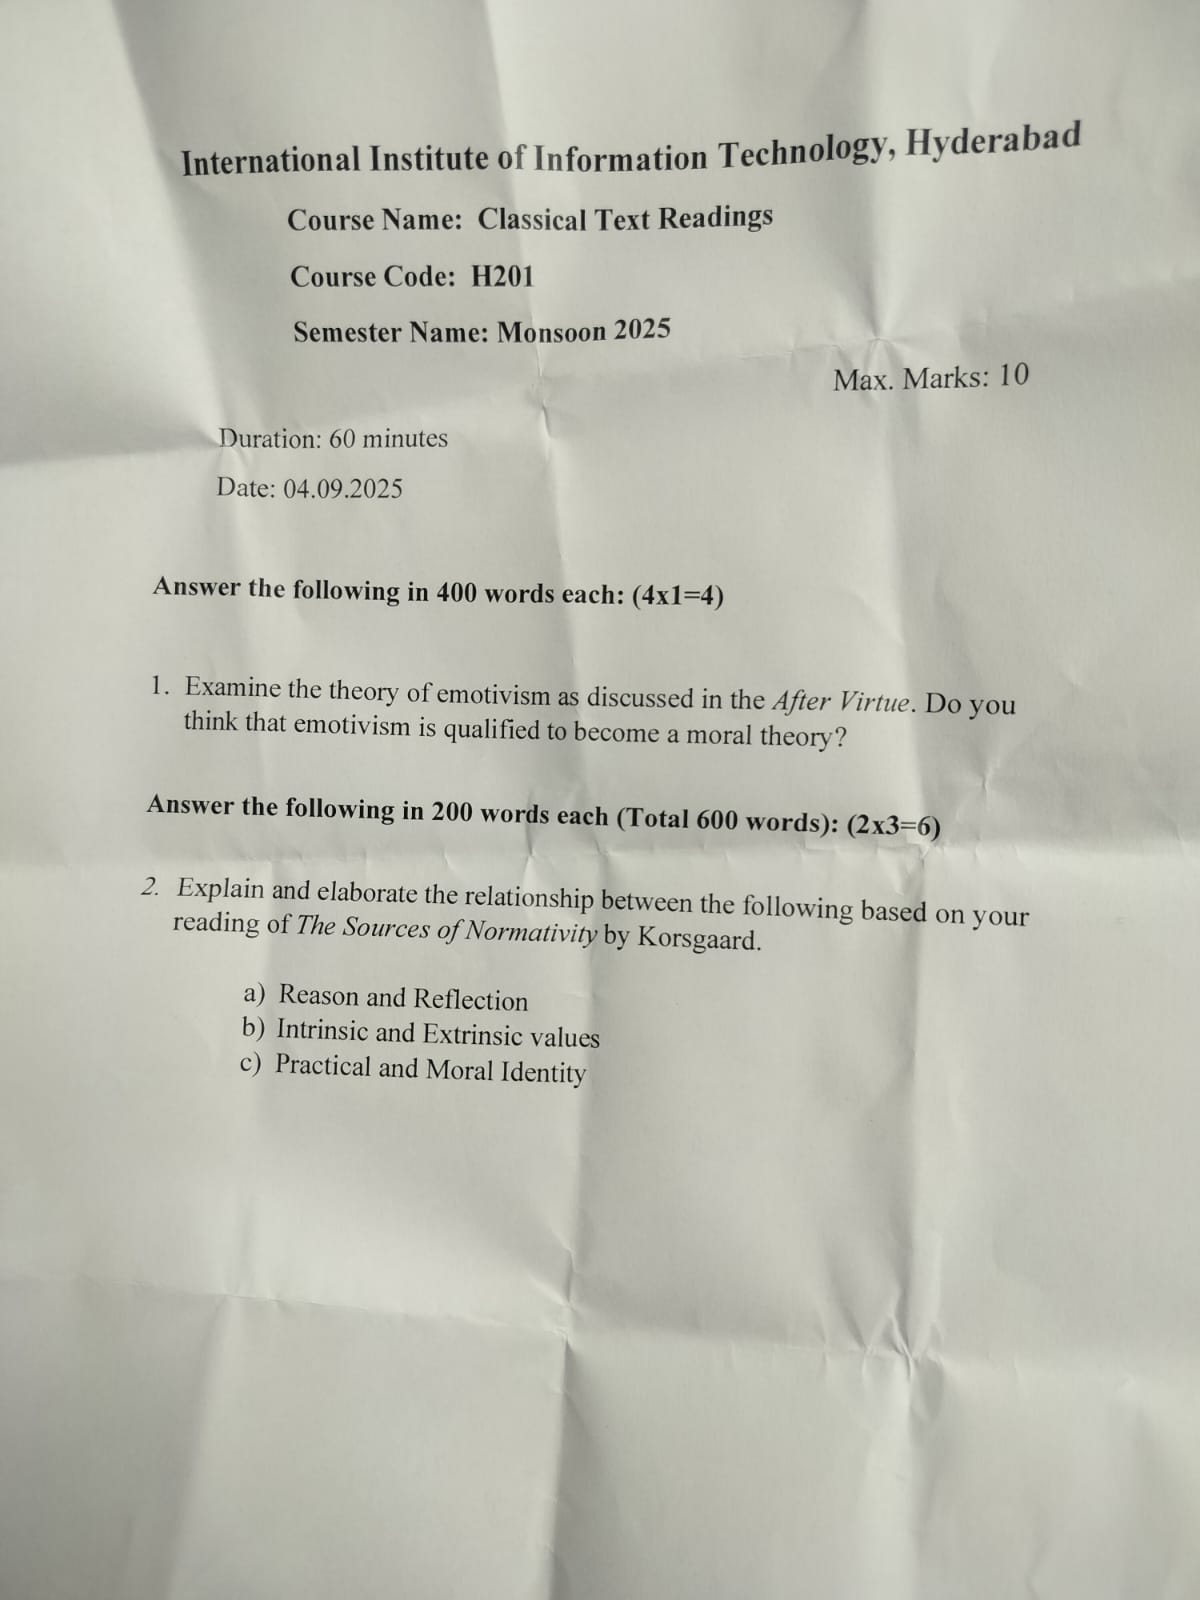 International Institute of Information Technology, Hyderabad
Course Name: Classical Text Readings
Course Code: H201
Semester Name: Monsoon 2025
Max. Marks: 10
Duration: 60 minutes
Date: 04.09.2025
Answer the following in 400 words each: (4x1=4)
1. Examine the theory of emotivism as discussed in the After Virtue. Do you
think that emotivism is qualified to become a moral theory?
Answer the following in 200 words each (Total 600 words): (2x3=6)
2. Explain and elaborate the relationship between the following based on your
reading of The Sources of Normativity by Korsgaard.
a) Reason and Reflection
b) Intrinsic and Extrinsic values
c) Practical and Moral Identity